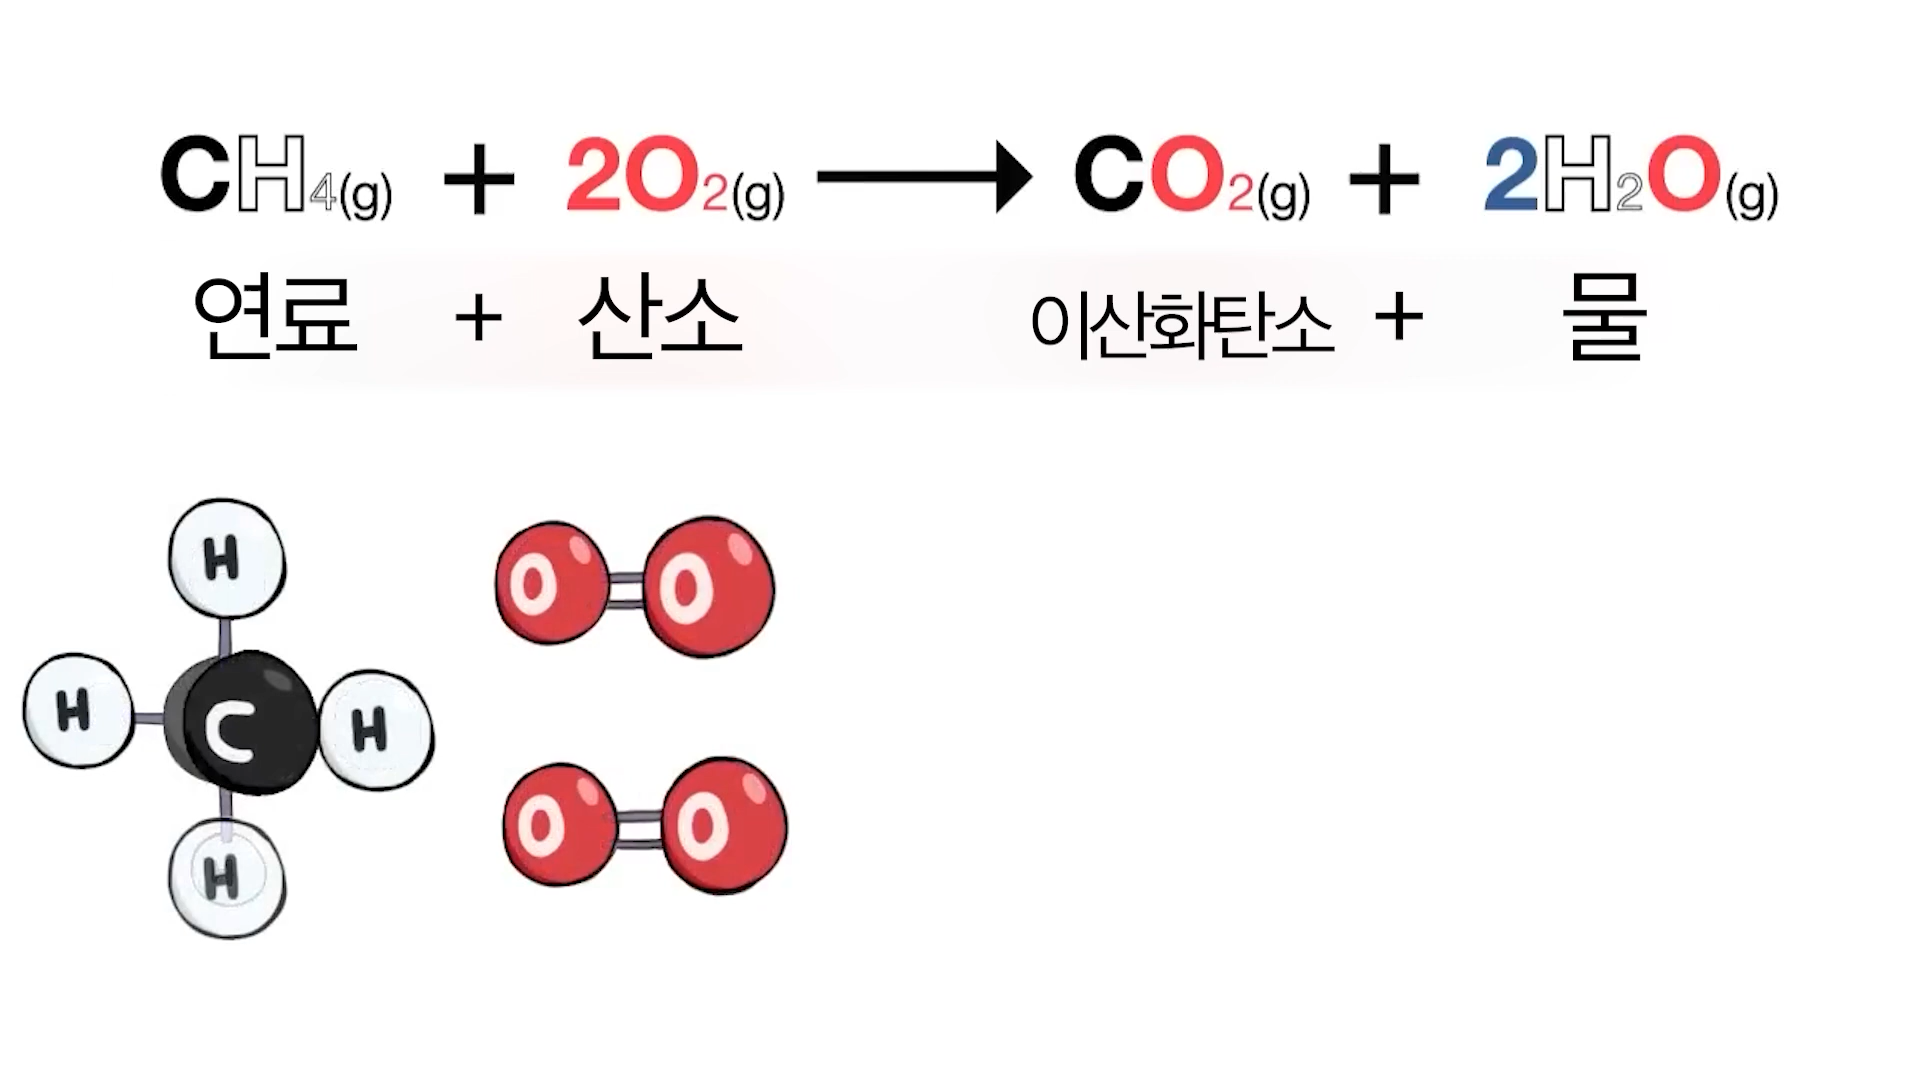 CH₄(g) + 2O₂(g) → CO₂(g) + 2H₂O(g)
연료 + 산소 이산화탄소 + 물
H
O O
H C H
O O
H